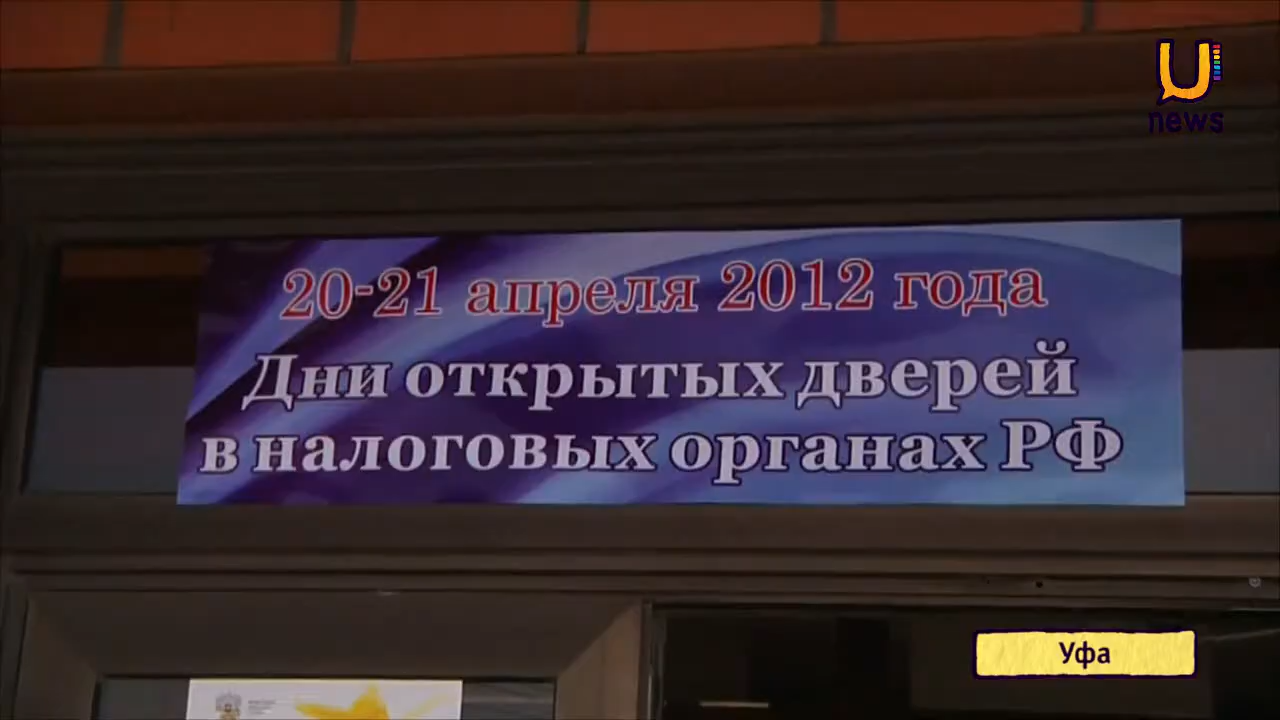 U
news
20-21 апреля 2012 года
Дни открытых дверей
в налоговых органах РФ
Уфа